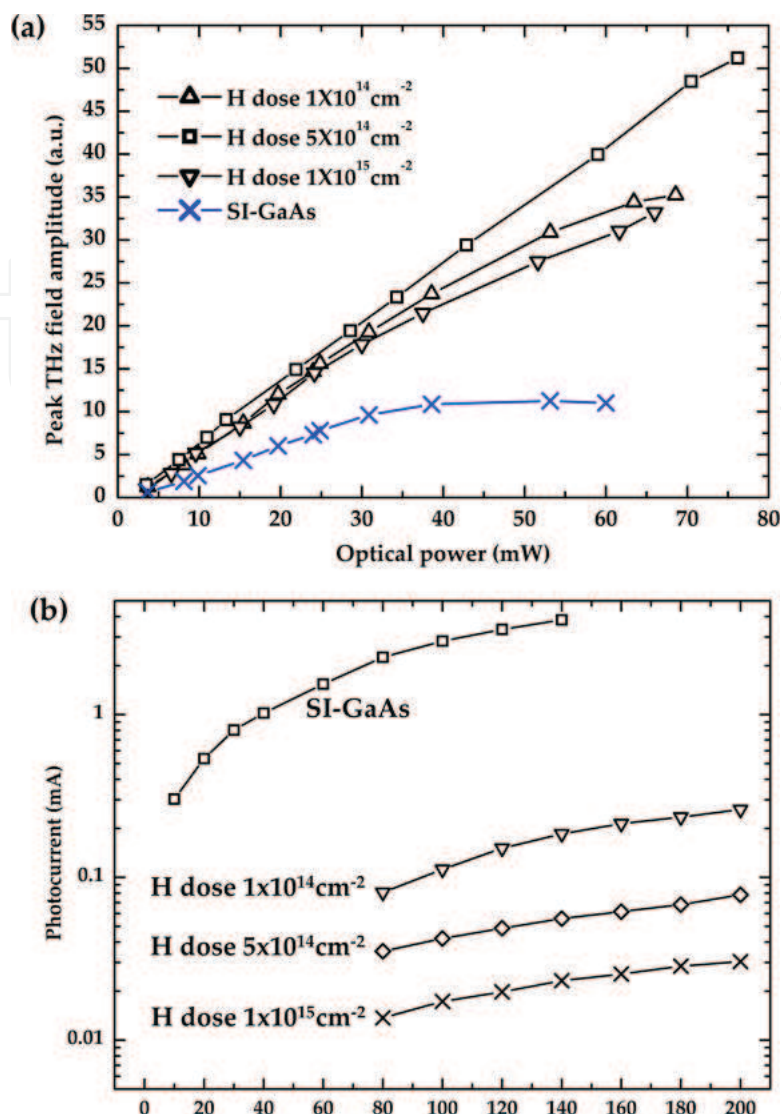 (a)
55
50
45
40
35
30
25
20
15
10
5
0
Peak THz field amplitude (a.u.)
H dose 1X10¹⁴cm⁻²
H dose 5X10¹⁴cm⁻²
H dose 1X10¹⁵cm⁻²
SI-GaAs
0 10 20 30 40 50 60 70 80
Optical power (mW)
(b)
1
0.1
0.01
Photocurrent (mA)
SI-GaAs
H dose 1x10¹⁴cm⁻²
H dose 5x10¹⁴cm⁻²
H dose 1x10¹⁵cm⁻²
0 20 40 60 80 100 120 140 160 180 200